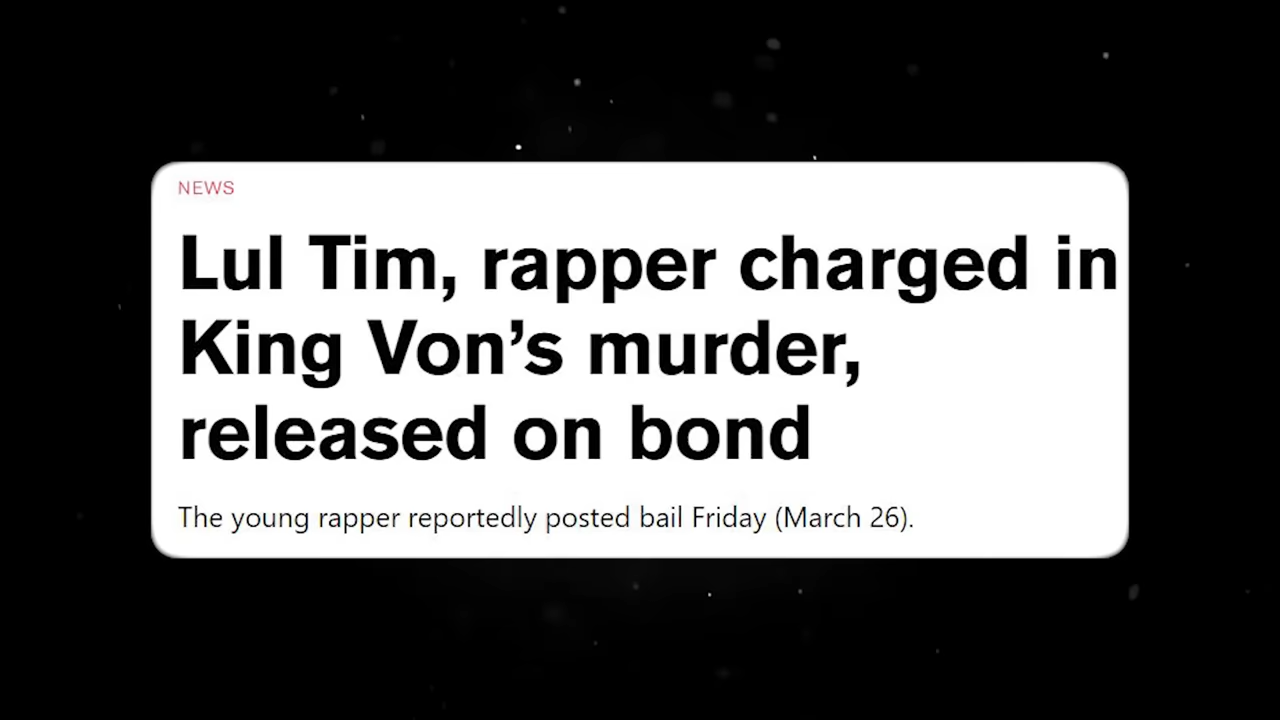 NEWS
Lul Tim, rapper charged in
King Von’s murder,
released on bond
The young rapper reportedly posted bail Friday (March 26).